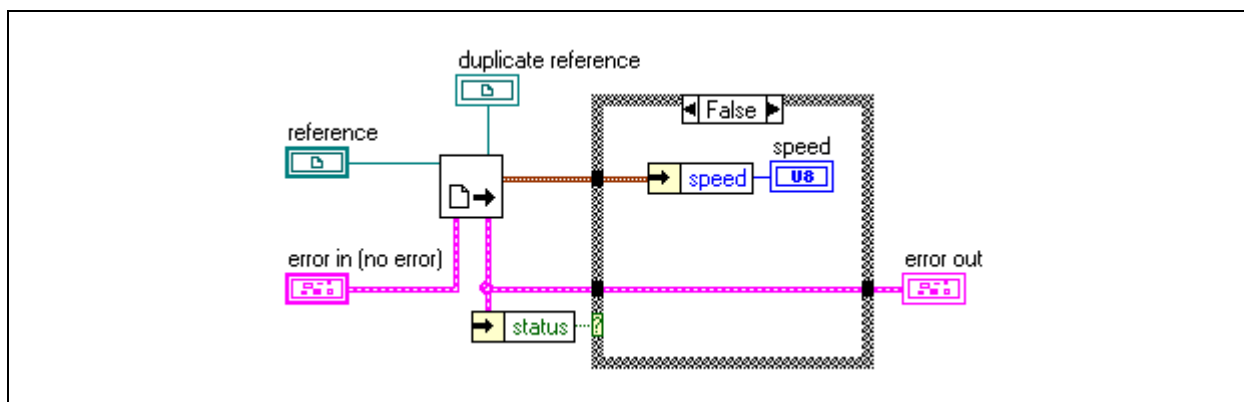 duplicate reference
False
reference
speed
speed
U8
error in (no error)
error out
status
?